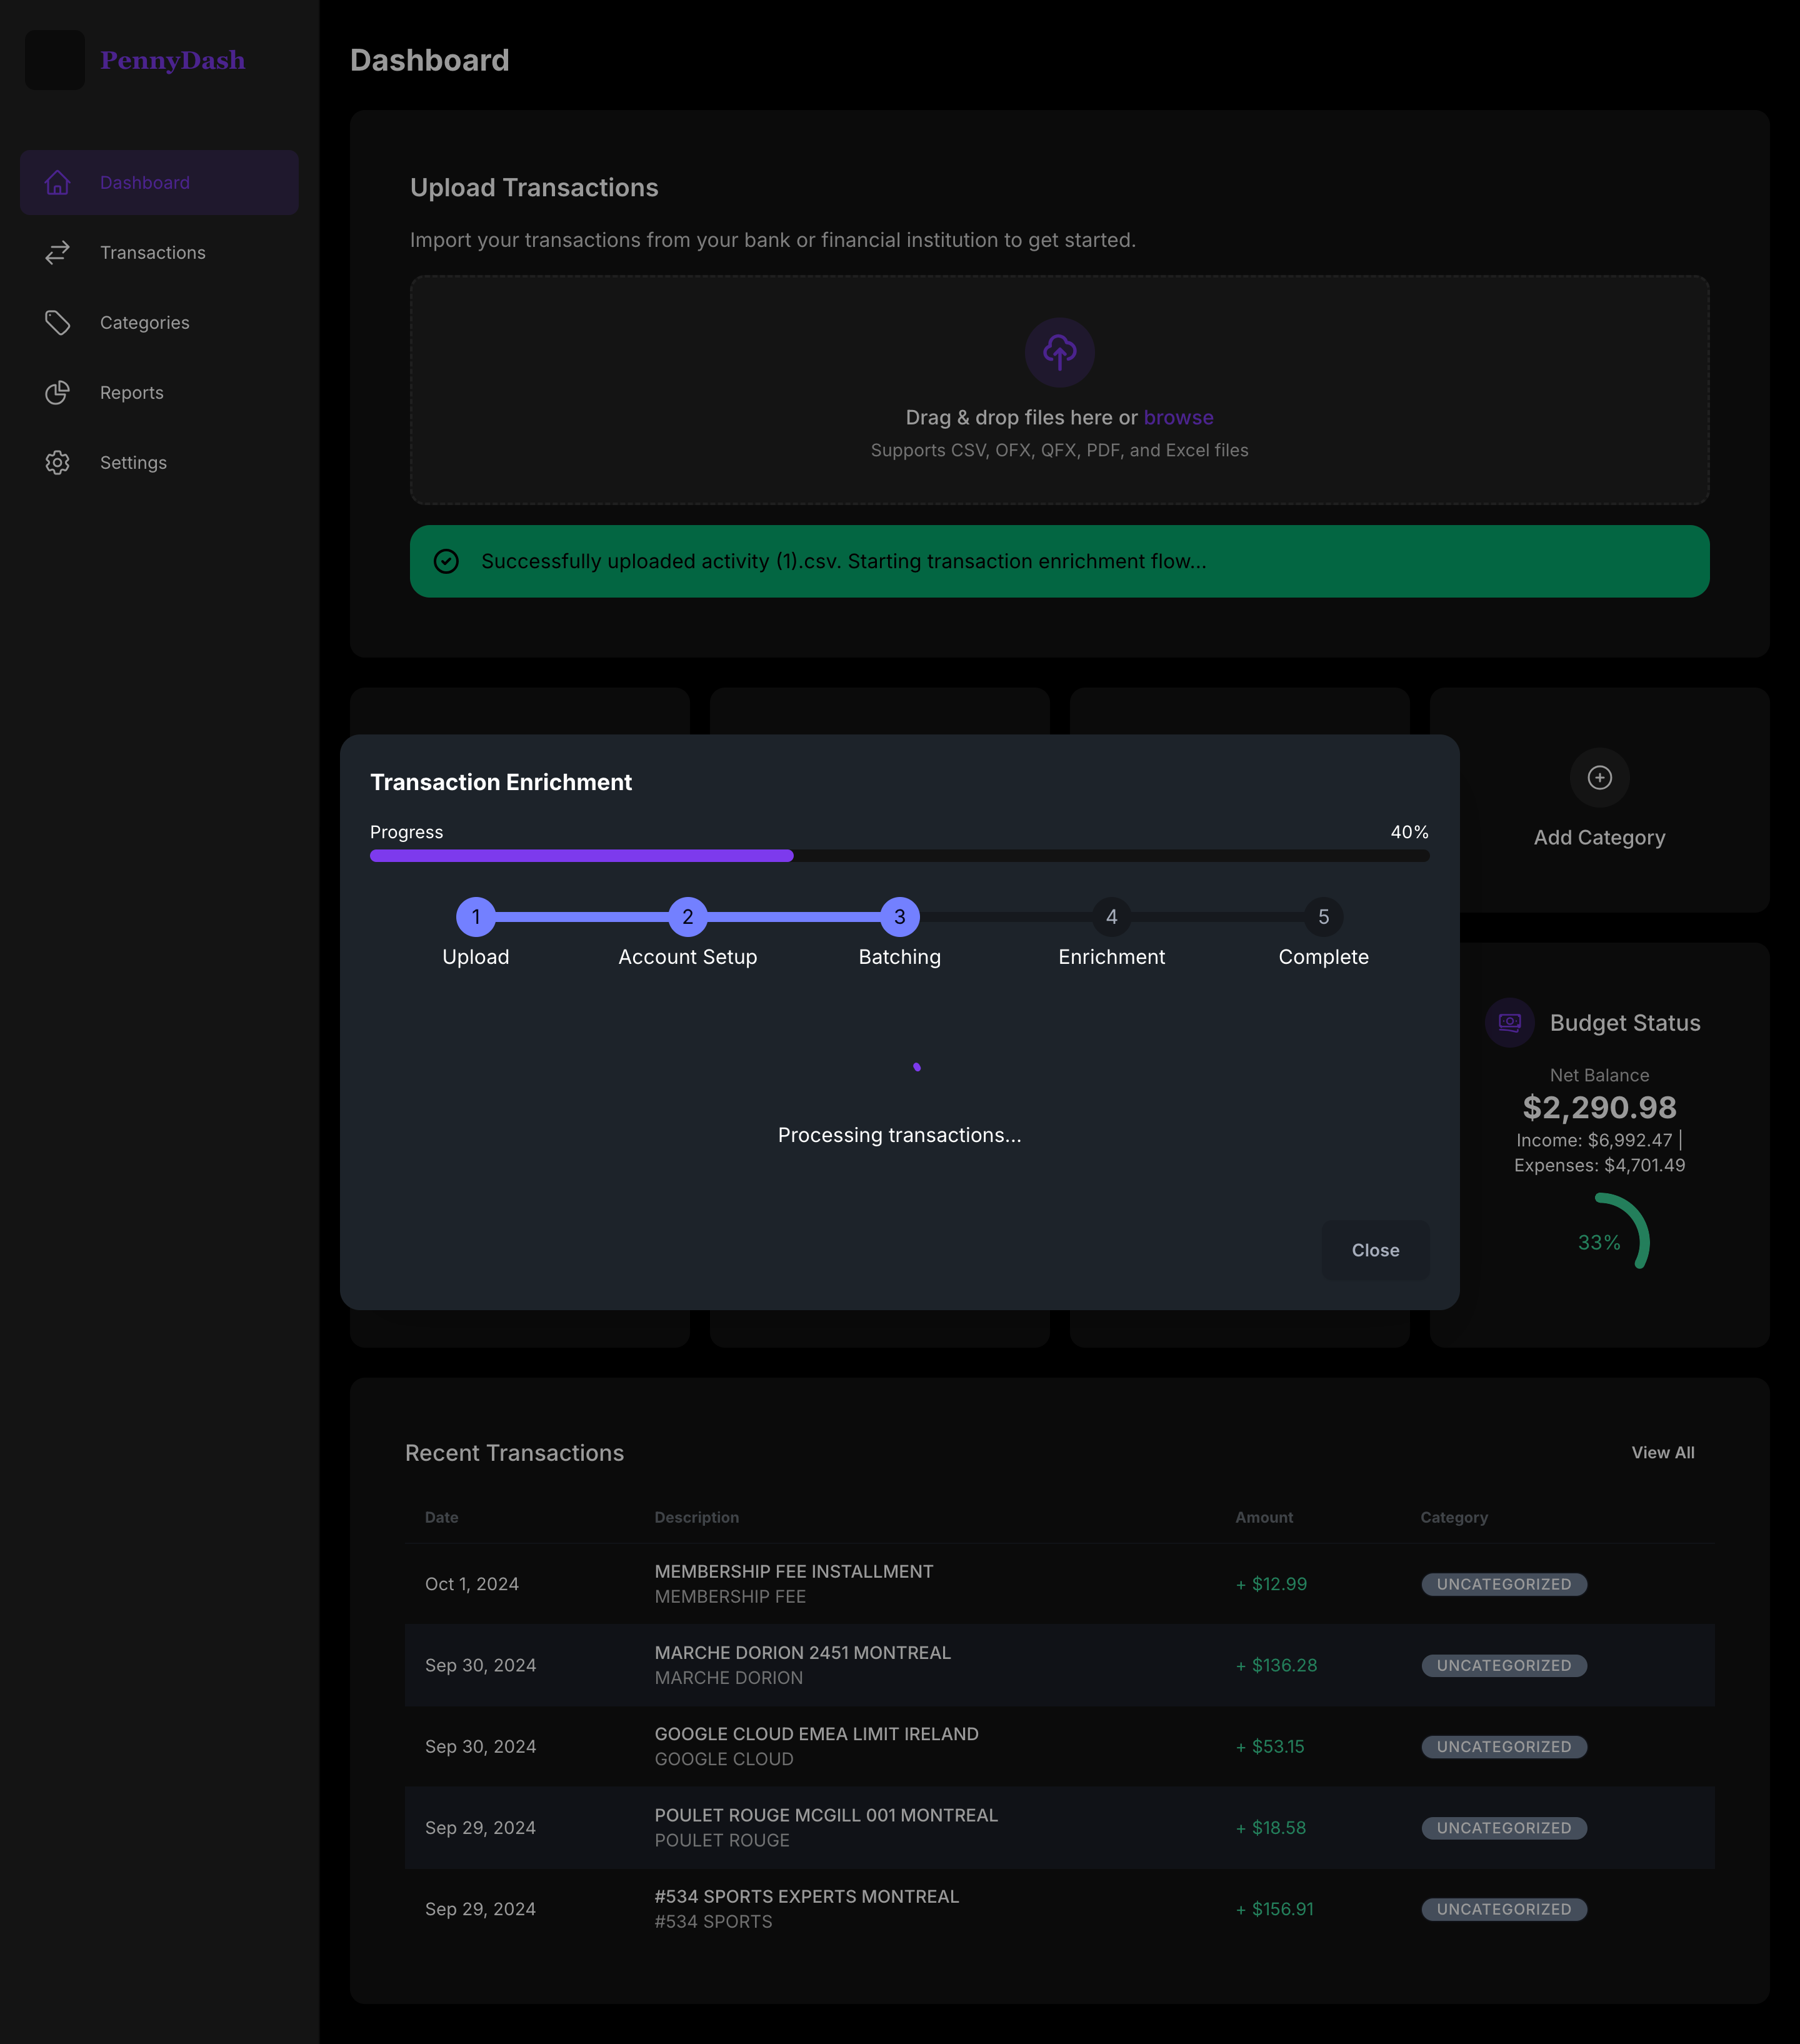 PennyDash
Dashboard
Transactions
Categories
Reports
Settings
Dashboard
Upload Transactions
Import your transactions from your bank or financial institution to get started.
Drag & drop files here or browse
Supports CSV, OFX, QFX, PDF, and Excel files
Successfully uploaded activity (1).csv. Starting transaction enrichment flow...
Add Category
Transaction Enrichment
Progress 40%
1 2 3 4 5
Upload Account Setup Batching Enrichment Complete
Processing transactions...
Close
Budget Status
Net Balance
$2,290.98
Income: $6,992.47 |
Expenses: $4,701.49
33%
Recent Transactions View All
Date Description Amount Category
Oct 1, 2024 MEMBERSHIP FEE INSTALLMENT + $12.99 UNCATEGORIZED
MEMBERSHIP FEE
Sep 30, 2024 MARCHE DORION 2451 MONTREAL + $136.28 UNCATEGORIZED
MARCHE DORION
Sep 30, 2024 GOOGLE CLOUD EMEA LIMIT IRELAND + $53.15 UNCATEGORIZED
GOOGLE CLOUD
Sep 29, 2024 POULET ROUGE MCGILL 001 MONTREAL + $18.58 UNCATEGORIZED
POULET ROUGE
Sep 29, 2024 #534 SPORTS EXPERTS MONTREAL + $156.91 UNCATEGORIZED
#534 SPORTS